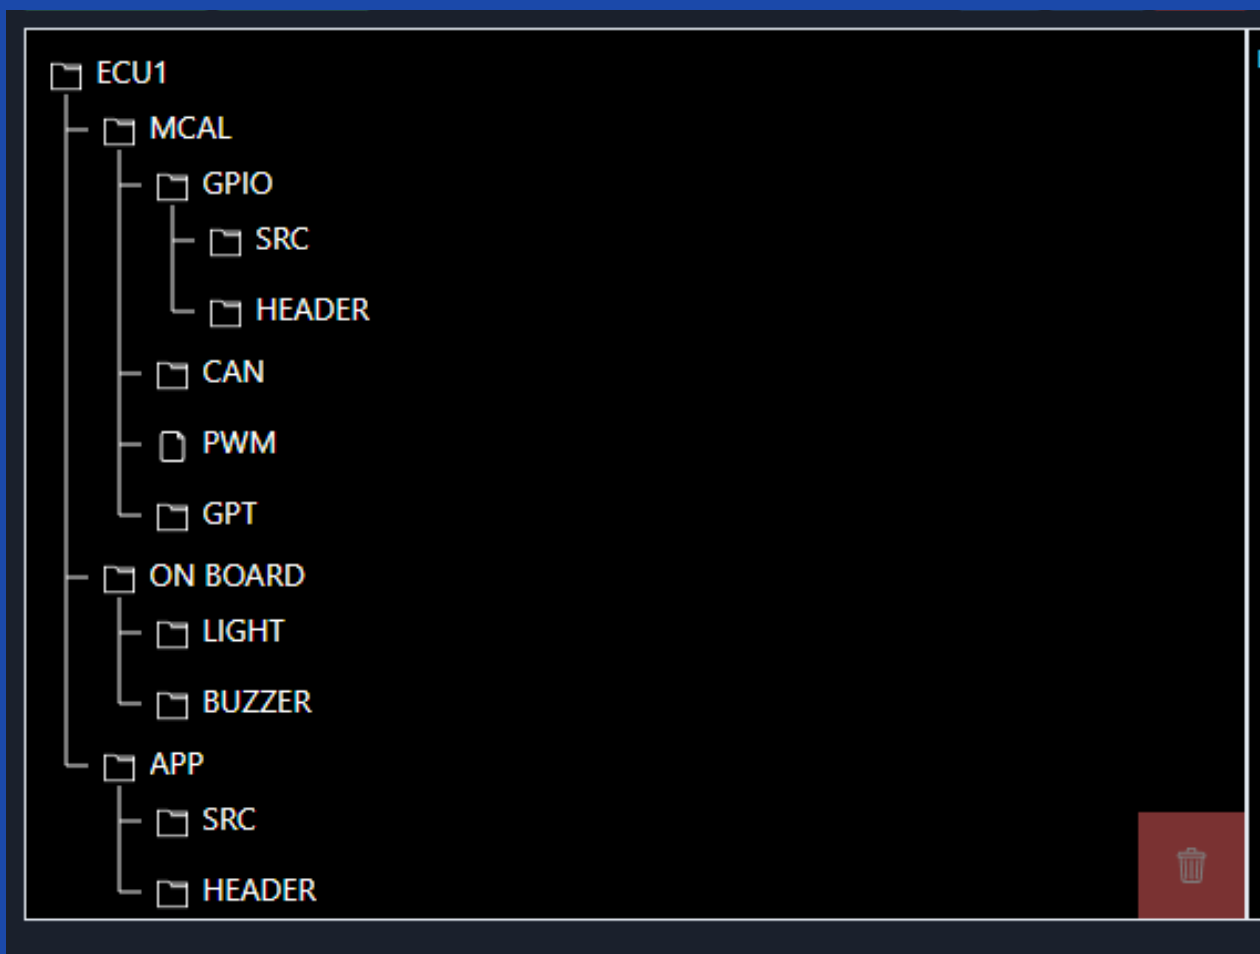 ECU1
MCAL
GPIO
SRC
HEADER
CAN
PWM
GPT
ON BOARD
LIGHT
BUZZER
APP
SRC
HEADER